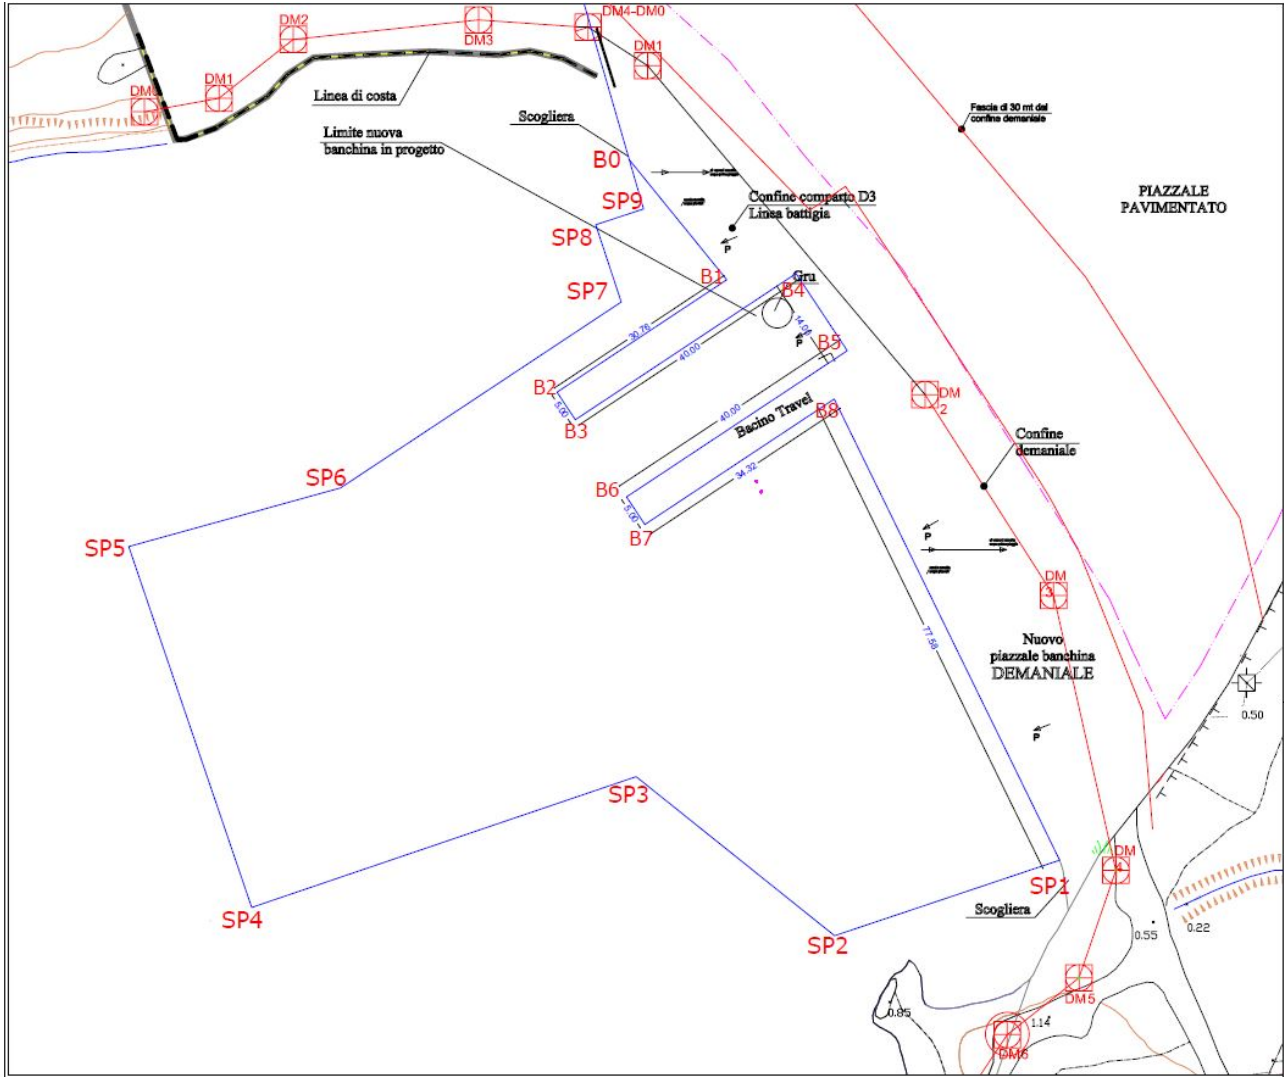 DM4-DM0
DM2
DM3
DM1
DM1
DM0
Linea di costa
Scogliera
Limite nuova
banchina in progetto
B0
Fascia di 30 mt dal
confine demaniale
PIAZZALE
PAVIMENTATO
SP9
Confine comparto D3
Linea battigia
SP8
P
SP7
B1
Gru
B4
30.76
14.00
P
B5
40.00
B2
5.00
B3
40.00
DM
2
Bacino Travel
B8
Confine
demaniale
34.32
SP6
B6
5.00
B7
SP5
P
DM
3
77.58
Nuovo
piazzale banchina
DEMANIALE
0.50
P
SP3
DM
4
SP1
Scogliera
SP4
SP2
0.55
0.22
DM5
0.85
1.14
DM6